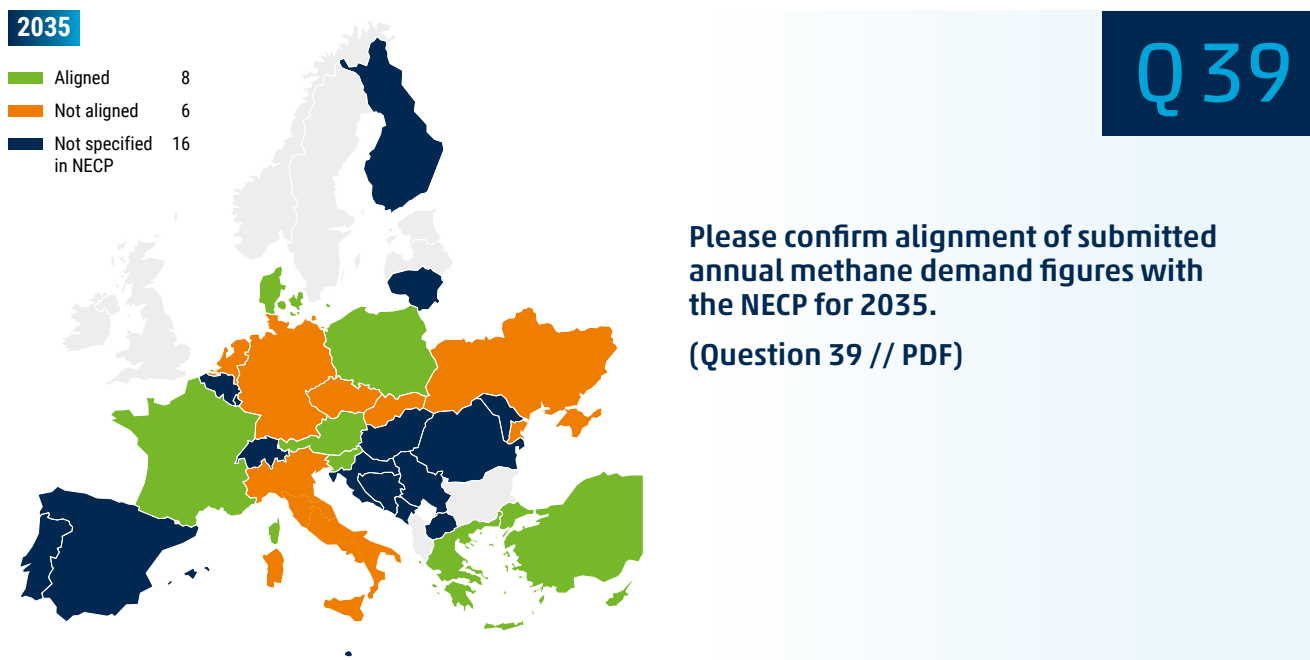 2035
Aligned 8
Not aligned 6
Not specified 16
in NECP
Q 39
Please confirm alignment of submitted
annual methane demand figures with
the NECP for 2035.
(Question 39 // PDF)